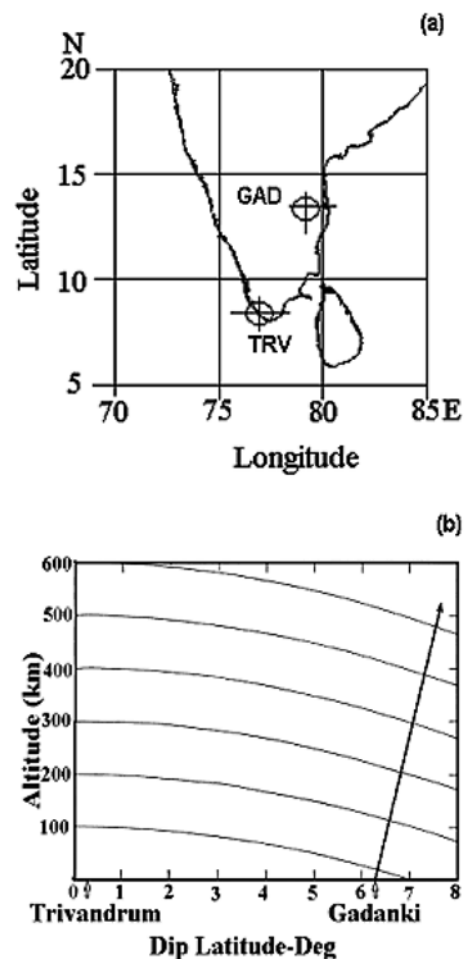 (a)
N
20
15
10
5
Latitude
GAD
TRV
70 75 80 85 E
Longitude
(b)
600
500
400
300
200
100
Altitude (km)
0 1 2 3 4 5 6 7 8
Trivandrum Gadanki
Dip Latitude-Deg